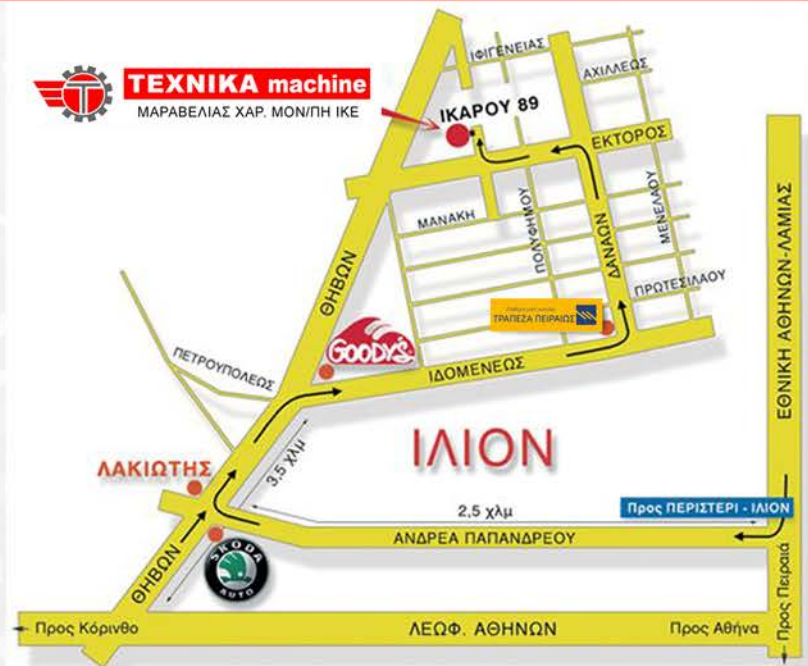 TEXNIKA machine
ΜΑΡΑΒΕΛΙΑΣ ΧΑΡ. ΜΟΝ/ΠΗ ΙΚΕ
ΙΚΑΡΟΥ 89
ΙΦΙΓΕΝΕΙΑΣ
ΑΧΙΛΛΕΩΣ
ΕΚΤΟΡΟΣ
ΜΑΝΑΚΗ
ΠΟΛΥΦΗΜΟΥ
ΔΑΝΑΩΝ
ΜΕΝΕΛΑΟΥ
ΠΡΩΤΕΣΙΛΑΟΥ
ΘΗΒΩΝ
ΤΡΑΠΕΖΑ ΠΕΙΡΑΙΩΣ
ΕΘΝΙΚΗ ΑΘΗΝΩΝ-ΛΑΜΙΑΣ
GOODY'S
ΠΕΤΡΟΥΠΟΛΕΩΣ
ΙΔΟΜΕΝΕΩΣ
ΙΛΙΟΝ
ΛΑΚΙΩΤΗΣ
3,5 χλμ
2,5 χλμ
Προς ΠΕΡΙΣΤΕΡΙ - ΙΛΙΟΝ
ΑΝΔΡΕΑ ΠΑΠΑΝΔΡΕΟΥ
SKODA
AUTO
ΘΗΒΩΝ
Προς Πειραιά
Προς Κόρινθο
ΛΕΩΦ. ΑΘΗΝΩΝ
Προς Αθήνα